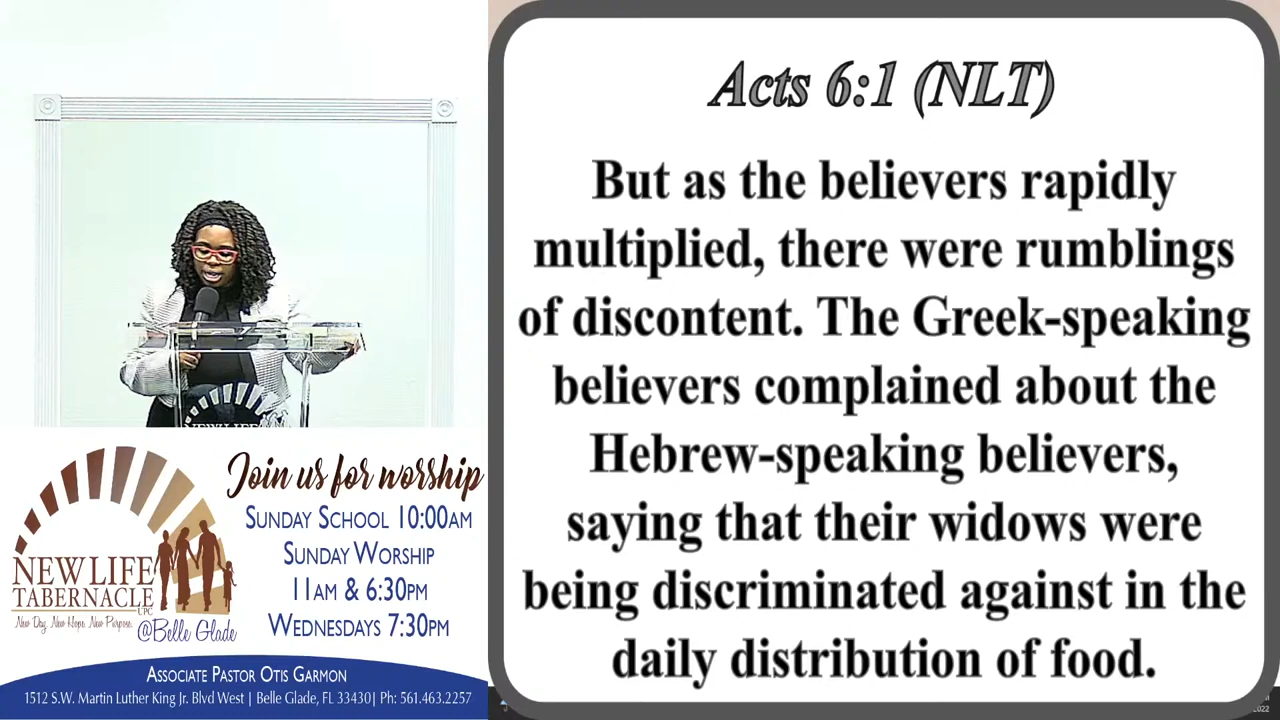 Acts 6:1 (NLT)
But as the believers rapidly
multiplied, there were rumblings
of discontent. The Greek-speaking
believers complained about the
Hebrew-speaking believers,
saying that their widows were
being discriminated against in the
daily distribution of food.
NEW LIFE
Join us for worship
SUNDAY SCHOOL 10:00AM
SUNDAY WORSHIP
11AM & 6:30PM
WEDNESDAYS 7:30PM
NEW LIFE
TABERNACLE
UPC
New Day. New Hope. New Purpose.
@Belle Glade
ASSOCIATE PASTOR OTIS GARMON
1512 S.W. Martin Luther King Jr. Blvd West | Belle Glade, FL 33430| Ph: 561.463.2257
2022